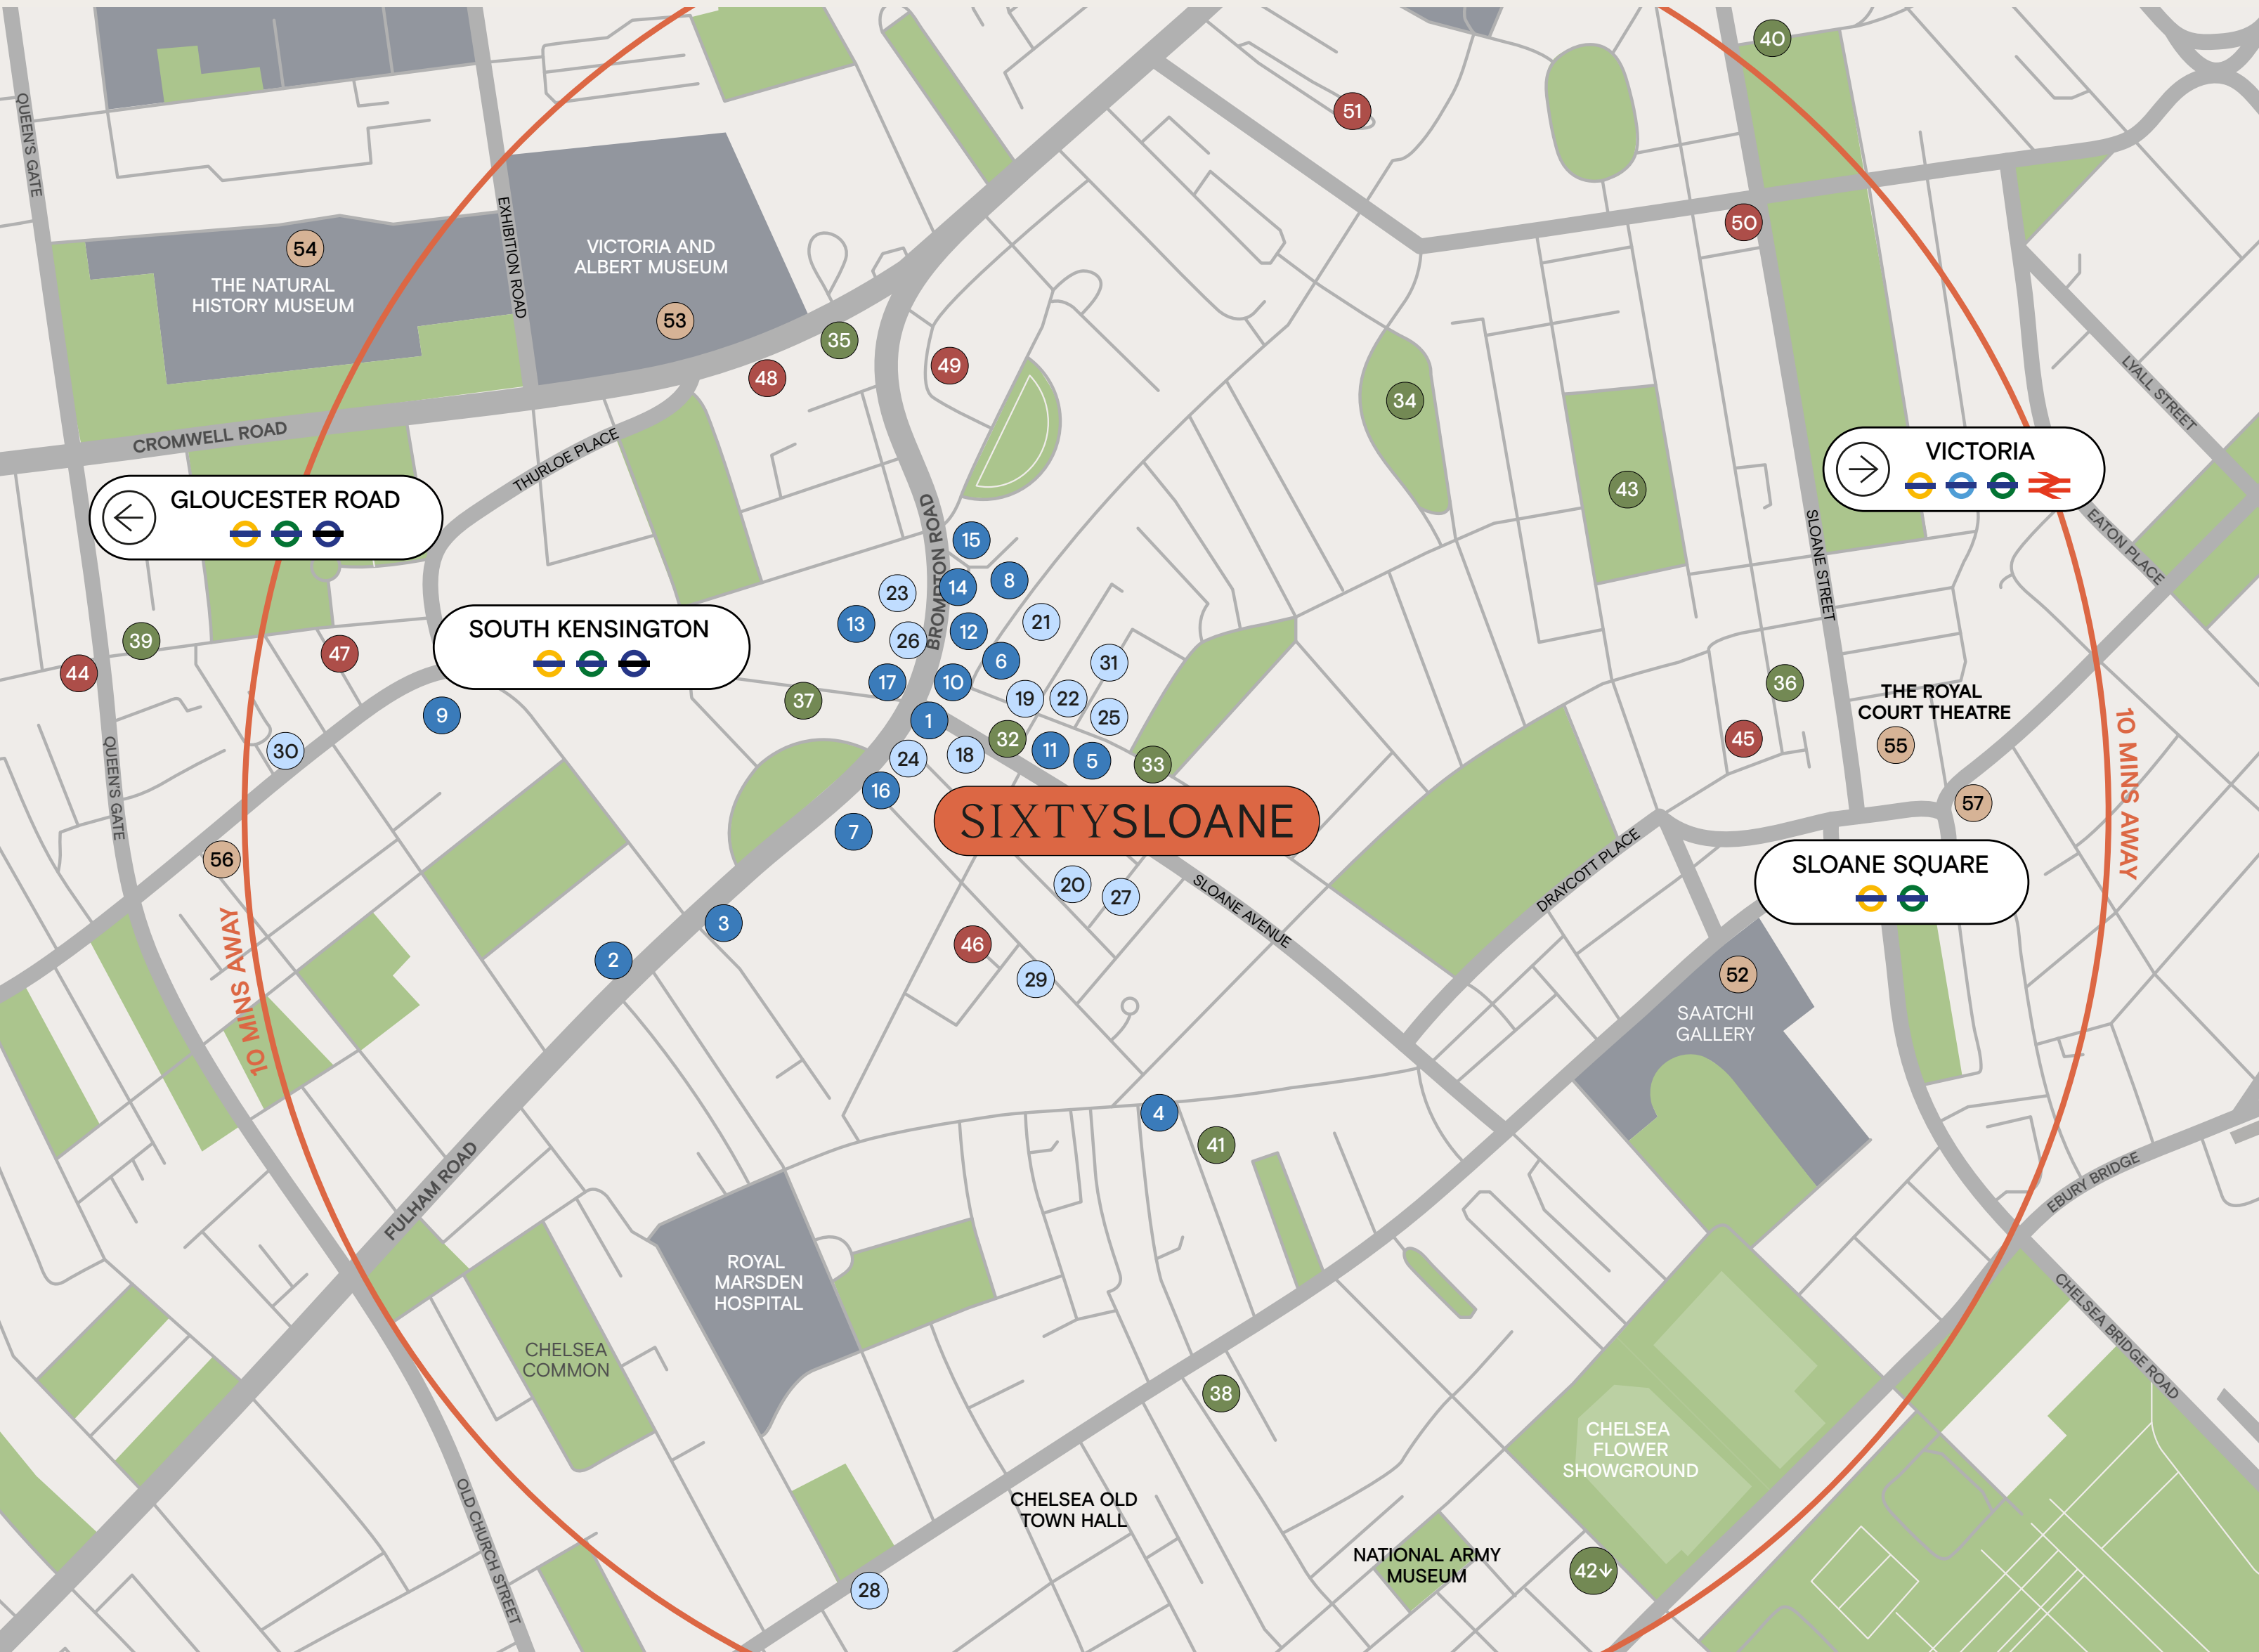 40
51
QUEEN'S GATE
50
EXHIBITION ROAD
54
THE NATURAL
HISTORY MUSEUM
VICTORIA AND
ALBERT MUSEUM
53
35
48
49
34
LYALL STREET
CROMWELL ROAD
THURLOE PLACE
VICTORIA
43
GLOUCESTER ROAD
BROMPTON ROAD
SLOANE STREET
EATON PLACE
15
14
8
23
13
12
21
26
39
47
44
SOUTH KENSINGTON
6
31
17
10
19
22
36
37
9
1
25
THE ROYAL
COURT THEATRE
55
45
32
11
5
33
30
24
18
16
7
QUEEN'S GATE
10 MINS AWAY
57
SIXTYSLOANE
56
DRAYCOTT PLACE
SLOANE SQUARE
20
27
SLOANE AVENUE
3
2
46
29
52
SAATCHI
GALLERY
10 MINS AWAY
4
41
FULHAM ROAD
EBURY BRIDGE
ROYAL
MARSDEN
HOSPITAL
CHELSEA
COMMON
CHELSEA BRIDGE ROAD
38
CHELSEA
FLOWER
SHOWGROUND
OLD CHURCH STREET
CHELSEA OLD
TOWN HALL
NATIONAL ARMY
MUSEUM
42↓
28